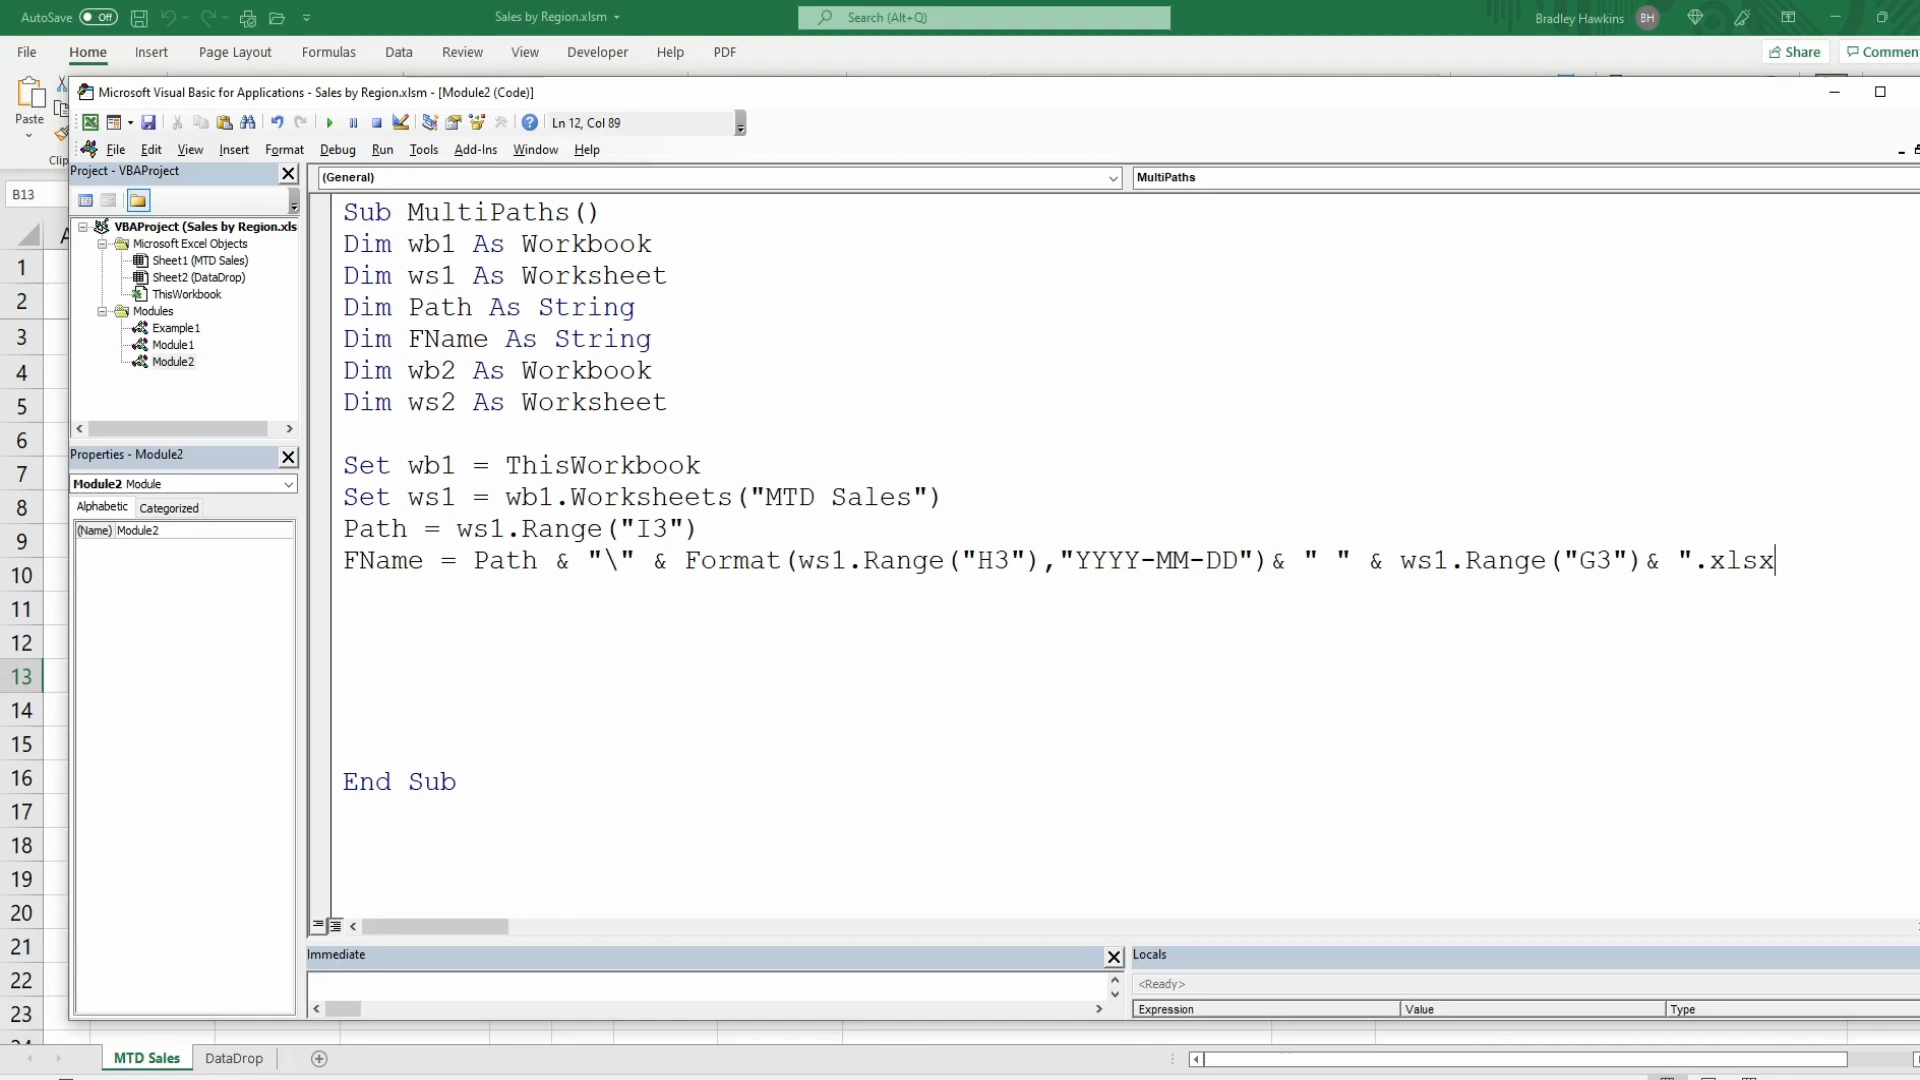 AutoSave Off Sales by Region.xlsm Search (Alt+Q) Bradley Hawkins BH
File Home Insert Page Layout Formulas Data Review View Developer Help PDF Share Commen
Paste
Clip
B13
Microsoft Visual Basic for Applications - Sales by Region.xlsm - [Module2 (Code)]
Ln 12, Col 89
File Edit View Insert Format Debug Run Tools Add-Ins Window Help
Project - VBAProject
(General) MultiPaths
VBAProject (Sales by Region.xls
Microsoft Excel Objects
Sheet1 (MTD Sales)
Sheet2 (DataDrop)
ThisWorkbook
Modules
Example1
Module1
Module2
Properties - Module2
Module2 Module
Alphabetic Categorized
(Name) Module2
Sub MultiPaths()
Dim wb1 As Workbook
Dim ws1 As Worksheet
Dim Path As String
Dim FName As String
Dim wb2 As Workbook
Dim ws2 As Worksheet
Set wb1 = ThisWorkbook
Set ws1 = wb1.Worksheets("MTD Sales")
Path = ws1.Range("I3")
FName = Path & "\" & Format(ws1.Range("H3"),"YYYY-MM-DD")& " " & ws1.Range("G3")& ".xlsx
End Sub
Immediate
Locals
<Ready>
Expression Value Type
A
1
2
3
4
5
6
7
8
9
10
11
12
13
14
15
16
17
18
19
20
21
22
23
MTD Sales DataDrop